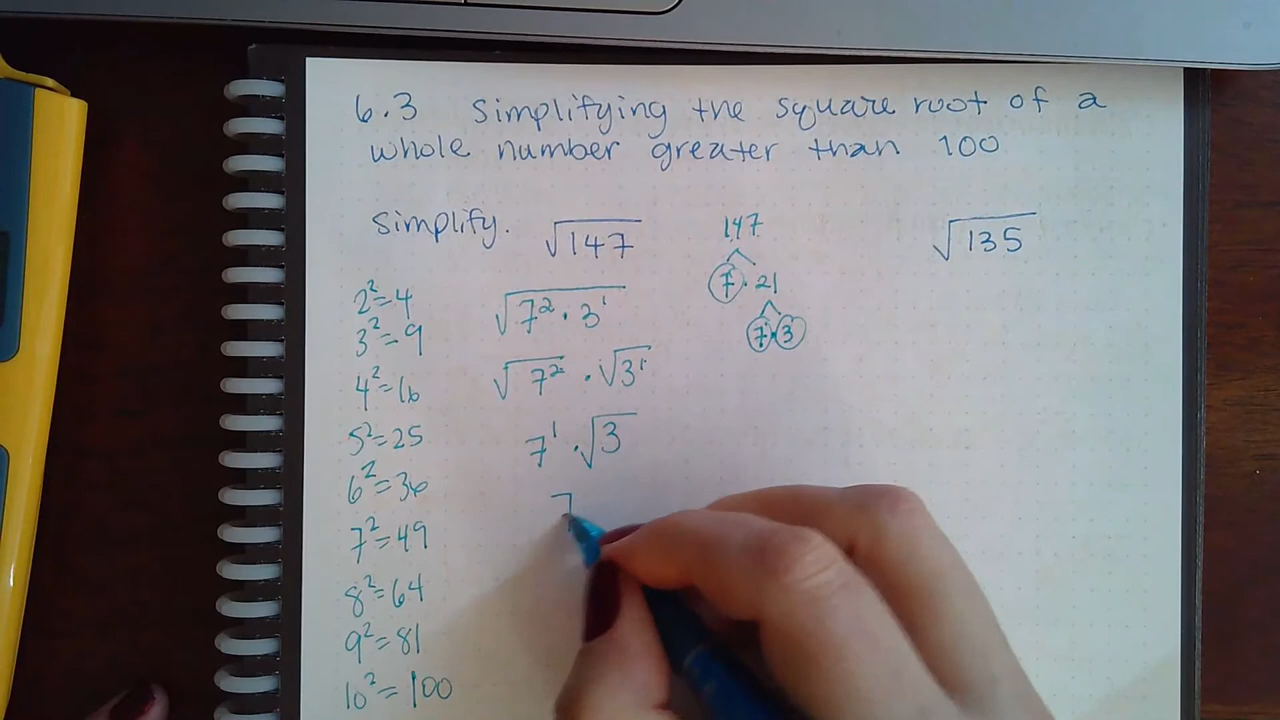 6.3 Simplifying the square root of a
whole number greater than 100
Simplify. √147
147
7 · 21
7 · 3
√135
2²=4
3²=9
4²=16
5²=25
6²=36
7²=49
8²=64
9²=81
10²=100
√7² · 3¹
√7² · √3¹
7¹ · √3
7